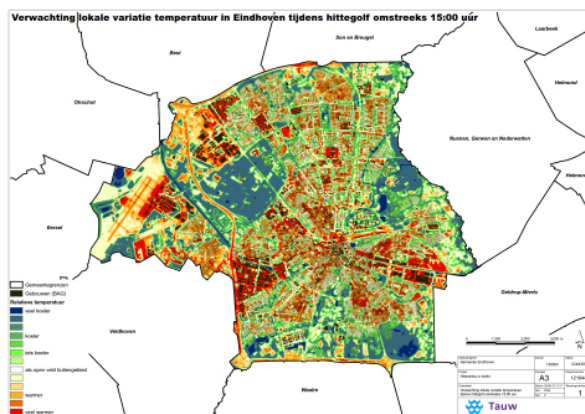 Verwachting lokale variatie temperatuur in Eindhoven tijdens hittegolf omstreeks 15:00 uur
Son en Breugel
Laarbeek
Best
Helmond
Oirschot
Nuenen, Gerwen en Nederwetten
Eersel
Geldrop-Mierlo
Veldhoven
Waalre
Gemeentegrenzen
Gebouwen (BAG)
Relatieve temperatuur
veel koeler
koeler
iets koeler
als open veld buitengebied
warmer
veel warmer
N
A3
1
Tauw